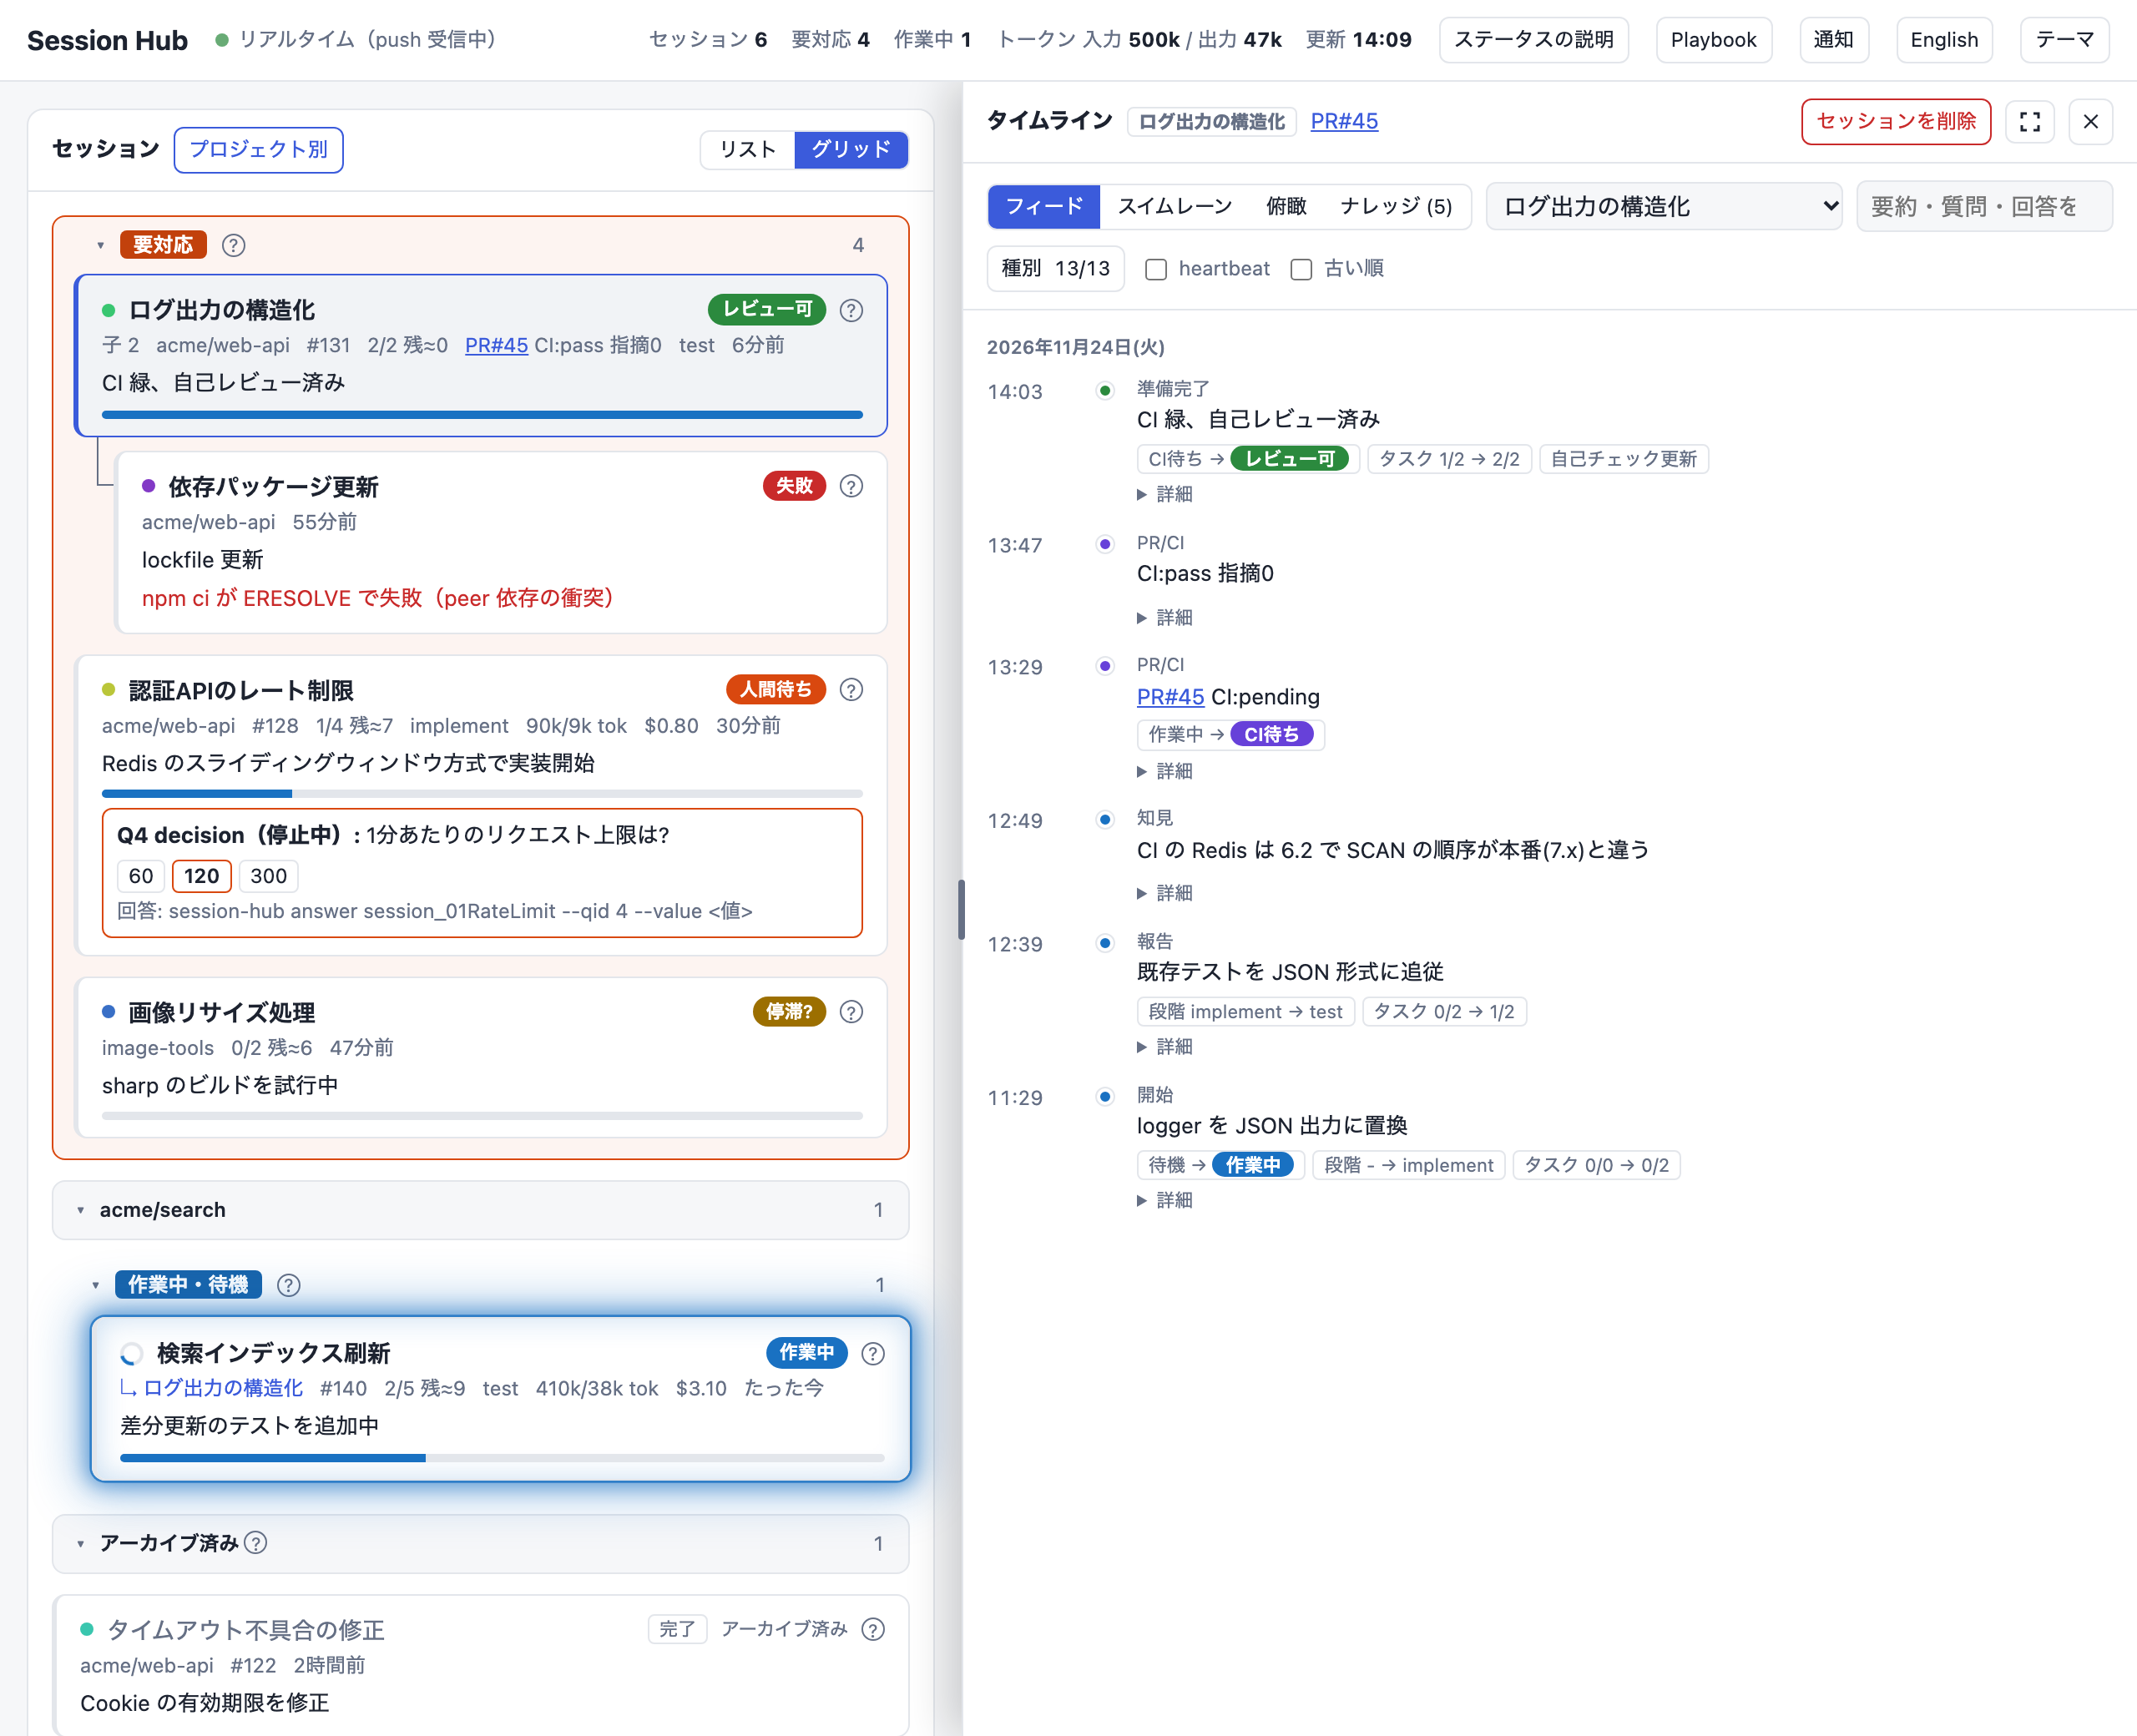 Session Hub リアルタイム（push 受信中） セッション 6 要対応 4 作業中 1 トークン 入力 500k / 出力 47k 更新 14:09 ステータスの説明 Playbook 通知 English テーマ
セッション プロジェクト別 リスト グリッド
▾ 要対応 ? 4
ログ出力の構造化 レビュー可 ?
子 2 acme/web-api #131 2/2 残≈0 PR#45 CI:pass 指摘0 test 6分前
CI 緑、自己レビュー済み
依存パッケージ更新 失敗 ?
acme/web-api 55分前
lockfile 更新
npm ci が ERESOLVE で失敗（peer 依存の衝突）
認証APIのレート制限 人間待ち ?
acme/web-api #128 1/4 残≈7 implement 90k/9k tok $0.80 30分前
Redis のスライディングウィンドウ方式で実装開始
Q4 decision（停止中）: 1分あたりのリクエスト上限は?
60 120 300
回答: session-hub answer session_01RateLimit --qid 4 --value <値>
画像リサイズ処理 停滞? ?
image-tools 0/2 残≈6 47分前
sharp のビルドを試行中
▾ acme/search 1
▾ 作業中・待機 ? 1
検索インデックス刷新 作業中 ?
↳ ログ出力の構造化 #140 2/5 残≈9 test 410k/38k tok $3.10 たった今
差分更新のテストを追加中
▾ アーカイブ済み ? 1
タイムアウト不具合の修正 完了 アーカイブ済み ?
acme/web-api #122 2時間前
Cookie の有効期限を修正
タイムライン ログ出力の構造化 PR#45 セッションを削除 ✕
フィード スイムレーン 俯瞰 ナレッジ (5) ログ出力の構造化 要約・質問・回答を
種別 13/13 heartbeat 古い順
2026年11月24日(火)
14:03 準備完了
CI 緑、自己レビュー済み
CI待ち → レビュー可 タスク 1/2 → 2/2 自己チェック更新
▶ 詳細
13:47 PR/CI
CI:pass 指摘0
▶ 詳細
13:29 PR/CI
PR#45 CI:pending
作業中 → CI待ち
▶ 詳細
12:49 知見
CI の Redis は 6.2 で SCAN の順序が本番(7.x)と違う
▶ 詳細
12:39 報告
既存テストを JSON 形式に追従
段階 implement → test タスク 0/2 → 1/2
▶ 詳細
11:29 開始
logger を JSON 出力に置換
待機 → 作業中 段階 - → implement タスク 0/0 → 0/2
▶ 詳細